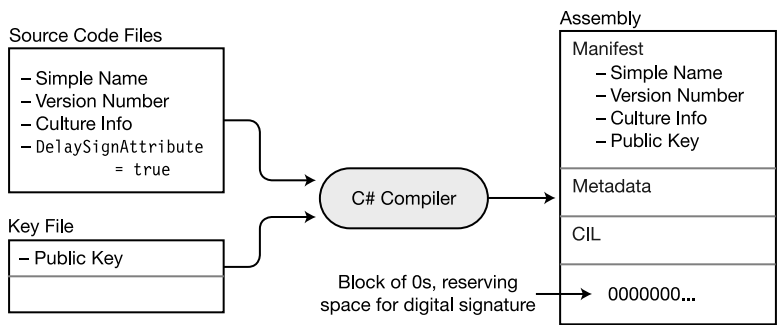 Source Code Files
– Simple Name
– Version Number
– Culture Info
– DelaySignAttribute
= true
Key File
– Public Key
C# Compiler
Assembly
Manifest
– Simple Name
– Version Number
– Culture Info
– Public Key
Metadata
CIL
Block of 0s, reserving
space for digital signature
0000000...